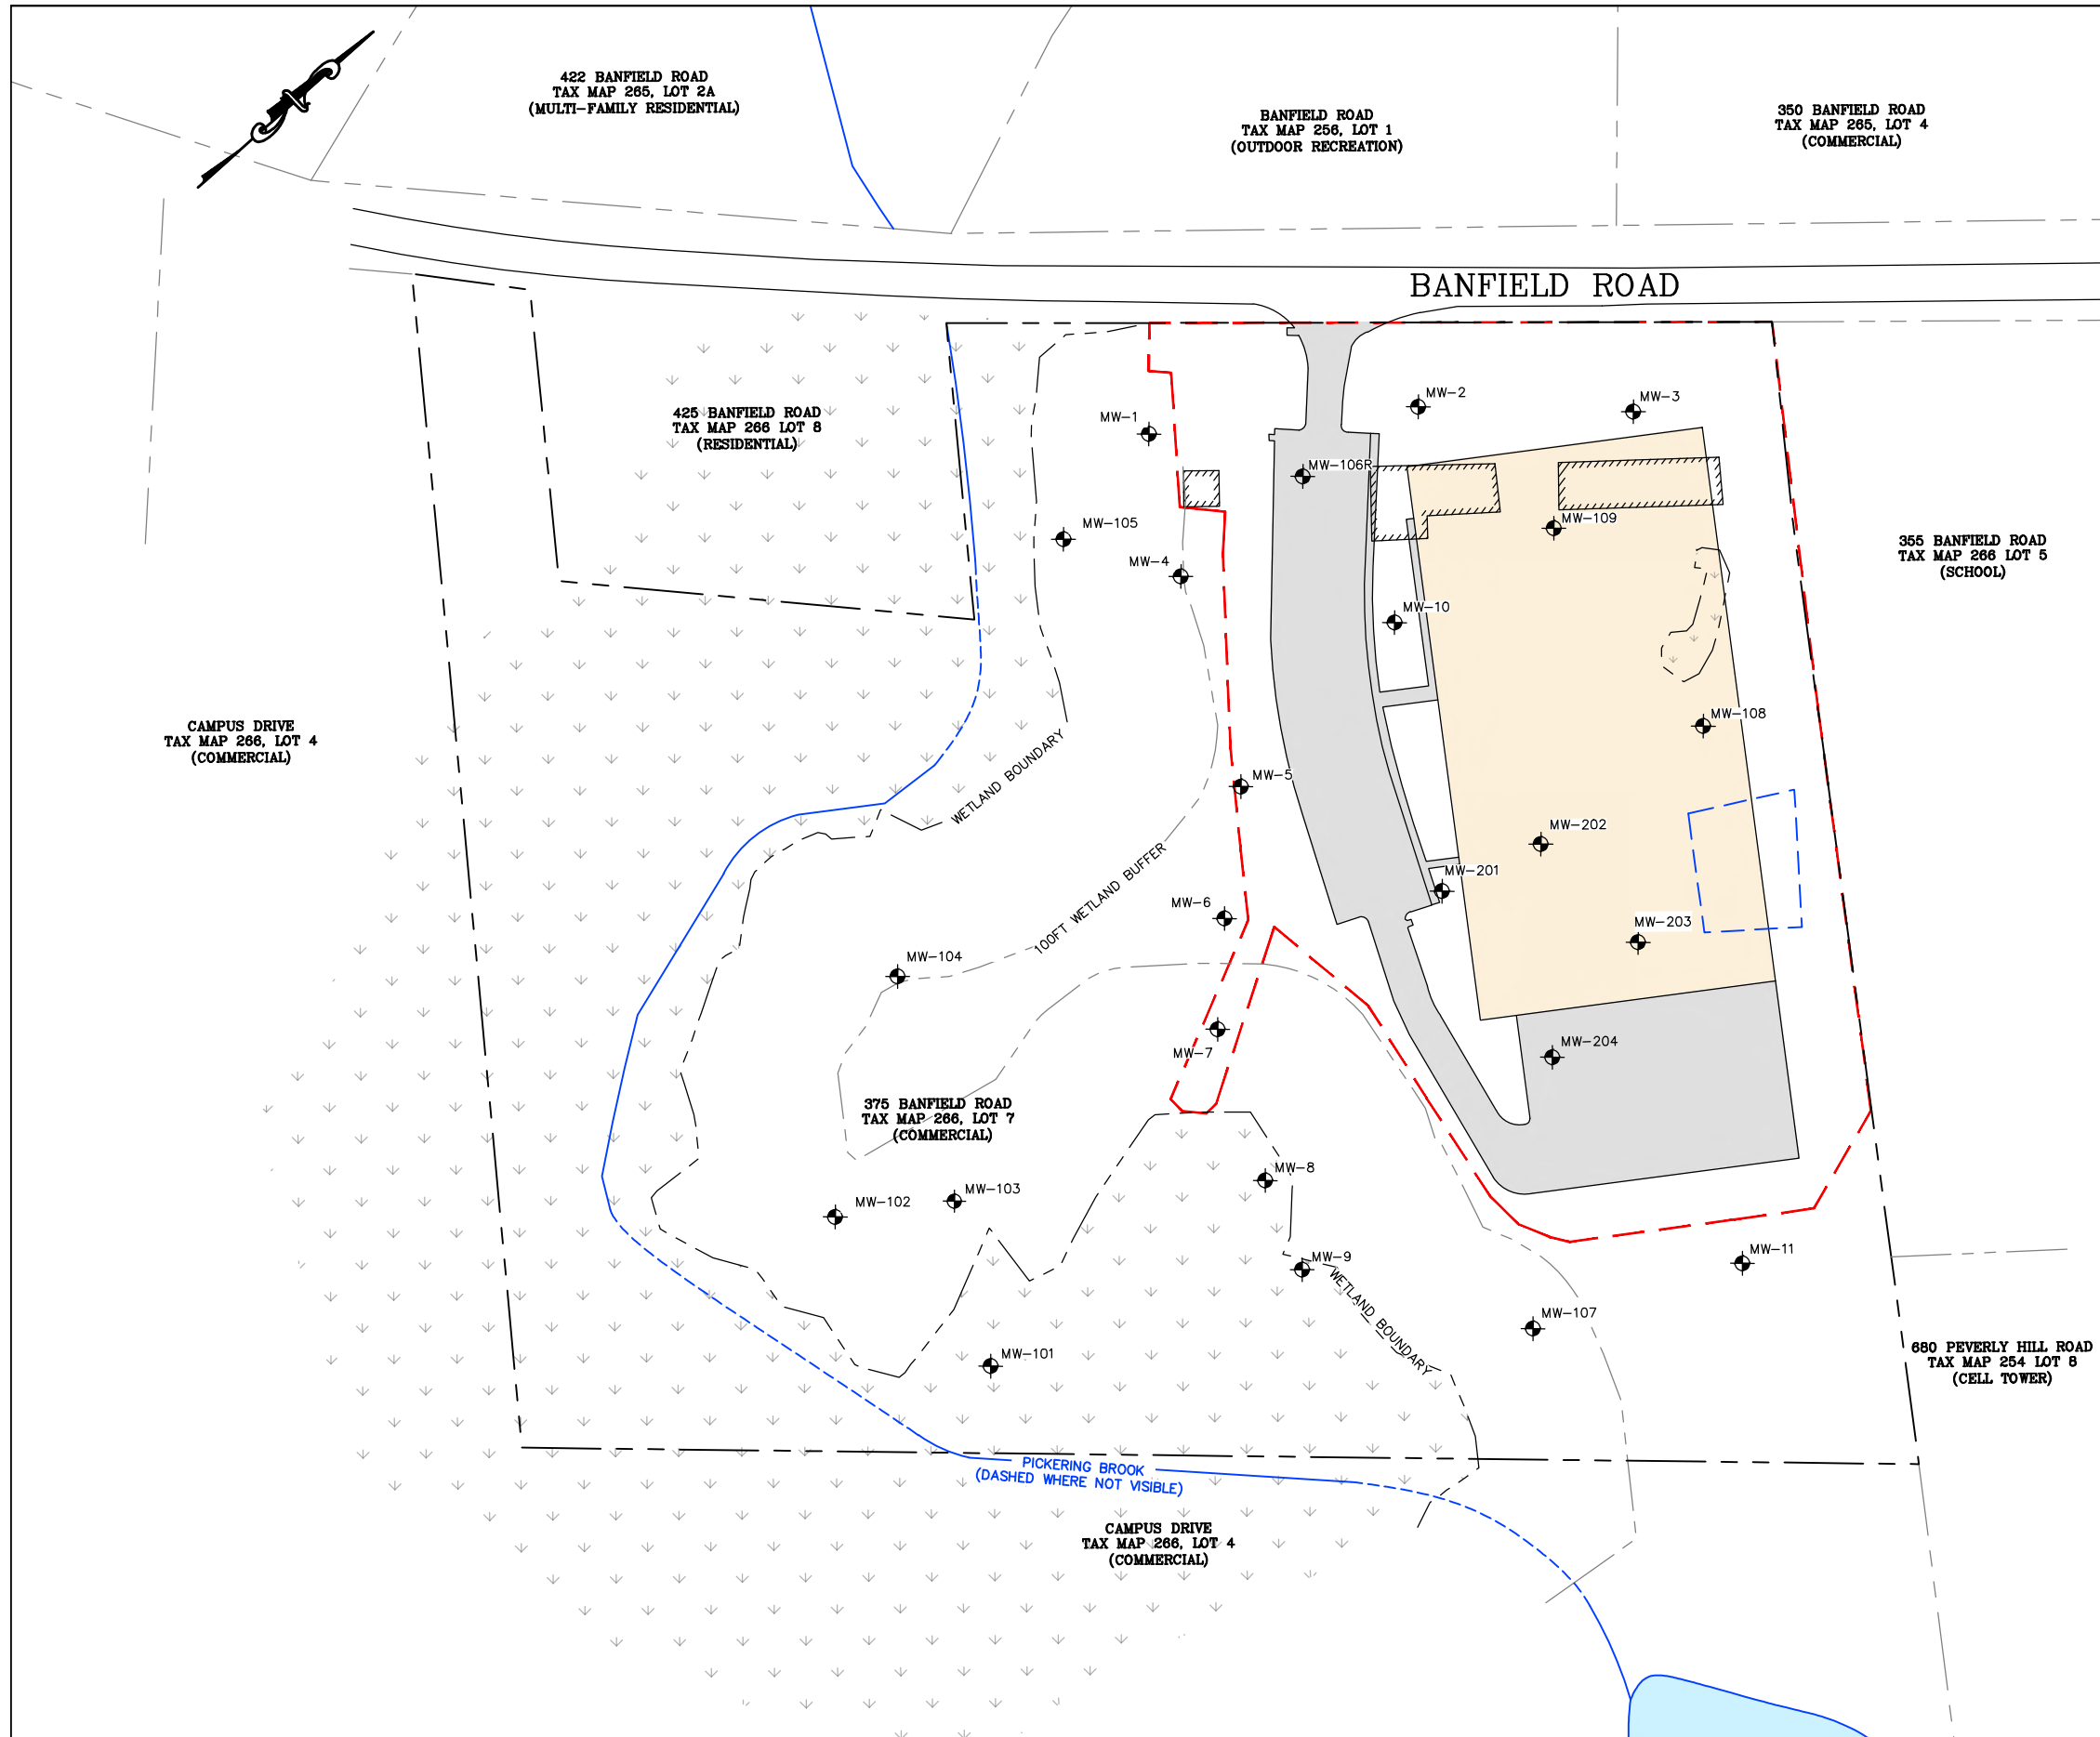 422 BANFIELD ROAD
TAX MAP 265, LOT 2A
(MULTI-FAMILY RESIDENTIAL)
BANFIELD ROAD
TAX MAP 256, LOT 1
(OUTDOOR RECREATION)
350 BANFIELD ROAD
TAX MAP 265, LOT 4
(COMMERCIAL)
N
BANFIELD ROAD
425 BANFIELD ROAD
TAX MAP 266 LOT 8
(RESIDENTIAL)
MW-1
MW-2
MW-3
MW-106R
MW-105
MW-109
MW-4
MW-10
355 BANFIELD ROAD
TAX MAP 266 LOT 5
(SCHOOL)
CAMPUS DRIVE
TAX MAP 266, LOT 4
(COMMERCIAL)
WETLAND BOUNDARY
MW-108
MW-5
MW-202
100FT WETLAND BUFFER
MW-201
MW-6
MW-203
MW-104
MW-7
MW-204
375 BANFIELD ROAD
TAX MAP 266, LOT 7
(COMMERCIAL)
MW-8
MW-103
MW-102
MW-9
MW-11
WETLAND BOUNDARY
MW-107
MW-101
680 PEVERLY HILL ROAD
TAX MAP 254 LOT 8
(CELL TOWER)
PICKERING BROOK
(DASHED WHERE NOT VISIBLE)
CAMPUS DRIVE
TAX MAP 266, LOT 4
(COMMERCIAL)